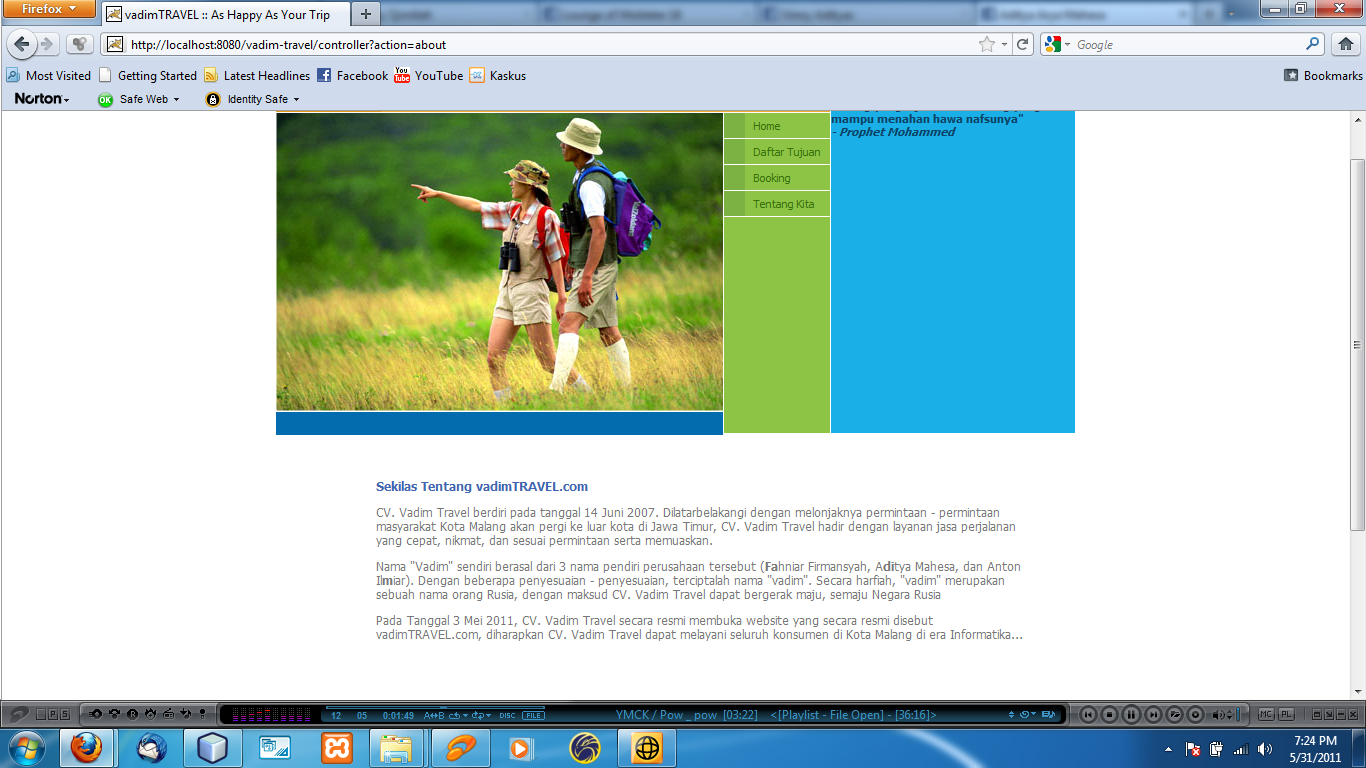 Firefox
vadimTRAVEL :: As Happy As Your Trip
http://localhost:8080/vadim-travel/controller?action=about
Google
Most Visited Getting Started Latest Headlines Facebook YouTube Kaskus Bookmarks
Norton OK Safe Web Identity Safe
Home
Daftar Tujuan
Booking
Tentang Kita
mampu menahan hawa nafsunya"
- Prophet Mohammed
Sekilas Tentang vadimTRAVEL.com
CV. Vadim Travel berdiri pada tanggal 14 Juni 2007. Dilatarbelakangi dengan melonjaknya permintaan - permintaan
masyarakat Kota Malang akan pergi ke luar kota di Jawa Timur, CV. Vadim Travel hadir dengan layanan jasa perjalanan
yang cepat, nikmat, dan sesuai permintaan serta memuaskan.
Nama "Vadim" sendiri berasal dari 3 nama pendiri perusahaan tersebut (Fahniar Firmansyah, Aditya Mahesa, dan Anton
Ilmiar). Dengan beberapa penyesuaian - penyesuaian, terciptalah nama "vadim". Secara harfiah, "vadim" merupakan
sebuah nama orang Rusia, dengan maksud CV. Vadim Travel dapat bergerak maju, semaju Negara Rusia
Pada Tanggal 3 Mei 2011, CV. Vadim Travel secara resmi membuka website yang secara resmi disebut
vadimTRAVEL.com, diharapkan CV. Vadim Travel dapat melayani seluruh konsumen di Kota Malang di era Informatika...
P S 12 05 0:01:49 A↔B DISC FILE YMCK / Pow _ pow [03:22] <[Playlist - File Open] - [36:16]> MC PL
7:24 PM
5/31/2011